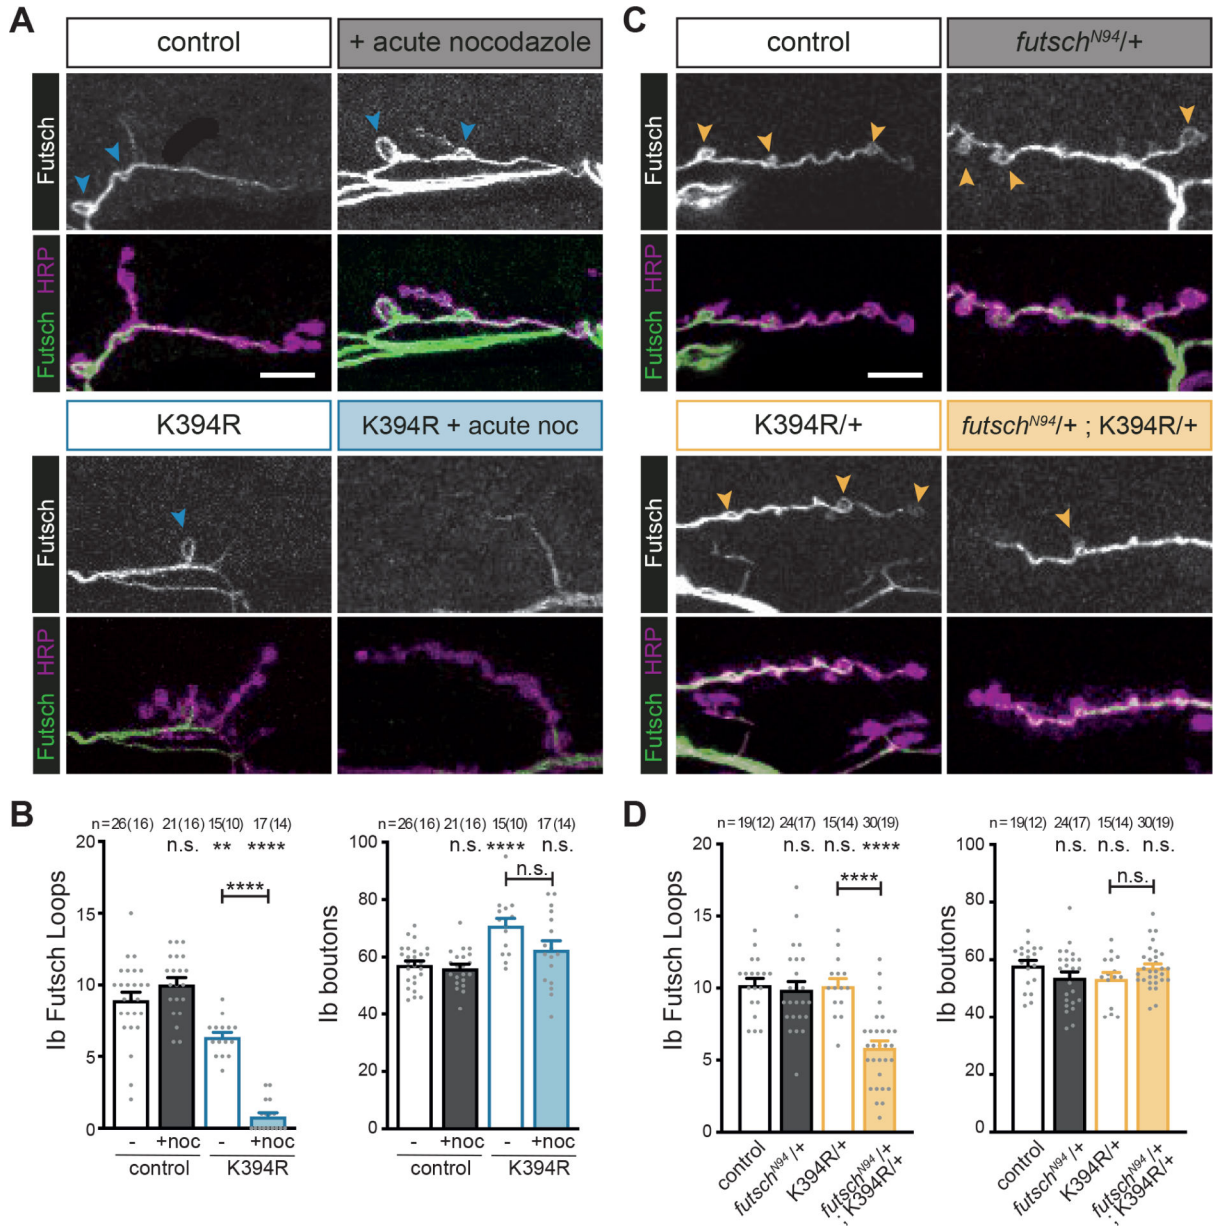 A
control
+ acute nocodazole
Futsch
Futsch HRP
K394R
K394R + acute noc
Futsch
Futsch HRP
C
control
futschN94/+
Futsch
Futsch HRP
K394R/+
futschN94/+ ; K394R/+
Futsch
Futsch HRP
B
n=26(16) 21(16) 15(10) 17(14)
n.s. ** ****
****
Ib Futsch Loops
20
15
10
5
0
- +noc - +noc
control K394R
n=26(16) 21(16) 15(10) 17(14)
n.s. **** n.s.
n.s.
Ib boutons
100
80
60
40
20
0
- +noc - +noc
control K394R
D
n=19(12) 24(17) 15(14) 30(19)
n.s. n.s. ****
****
Ib Futsch Loops
20
15
10
5
0
control
futschN94/+
K394R/+
futschN94/+
; K394R/+
n=19(12) 24(17) 15(14) 30(19)
n.s. n.s. n.s.
n.s.
Ib boutons
100
80
60
40
20
0
control
futschN94/+
K394R/+
futschN94/+
; K394R/+